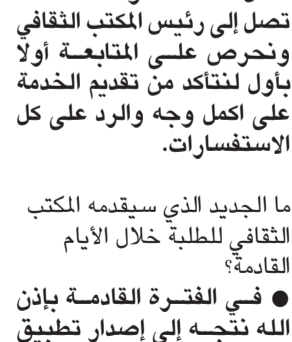 تصل إلى رئيس المكتب الثقافي
ونحرص على المتابعة أولا
بأول لنتأكد من تقديم الخدمة
على اكمل وجه والرد على كل
الاستفسارات.
ما الجديد الذي سيقدمه المكتب
الثقافي للطلبة خلال الأيام
القادمة؟
● في الفترة القادمة بإذن
الله نتجه إلى إصدار تطبيق